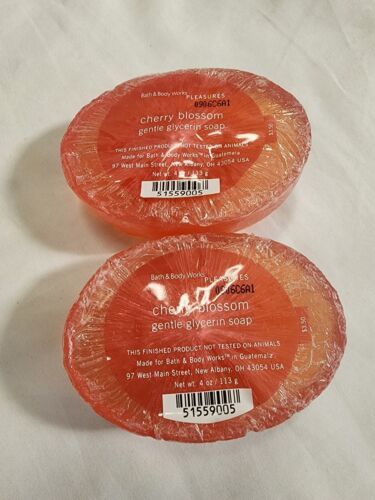 Bath & Body Works
PLEASURES
0906C6A1
cherry blossom
gentle glycerin soap
$3.50
THIS FINISHED PRODUCT NOT TESTED ON ANIMALS
Made for Bath & Body Works™ in Guatemala
97 West Main Street, New Albany, OH 43054 USA
Net wt 4 oz / 113 g
51559005
Bath & Body Works
PLEASURES
0906C6A1
cherry blossom
gentle glycerin soap
$3.50
THIS FINISHED PRODUCT NOT TESTED ON ANIMALS
Made for Bath & Body Works™ in Guatemala
97 West Main Street, New Albany, OH 43054 USA
Net wt 4 oz / 113 g
51559005